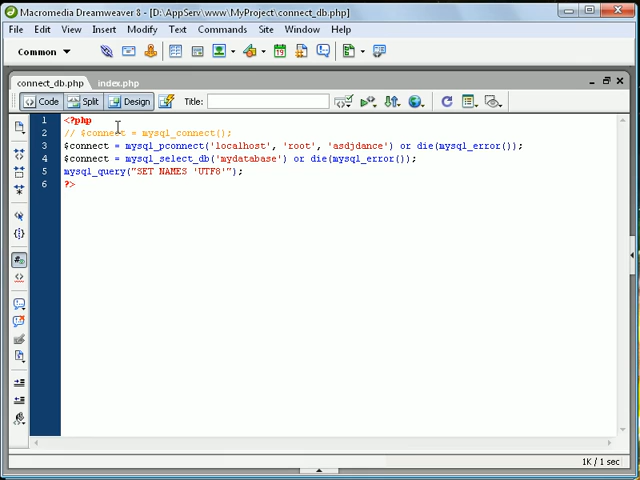 Macromedia Dreamweaver 8 - [D:\AppServ\www\MyProject\connect_db.php]
File Edit View Insert Modify Text Commands Site Window Help
Common
connect_db.php index.php
Code Split Design Title:
1 <?php
2 // $connect = mysql_connect();
3 $connect = mysql_pconnect('localhost', 'root', 'asdjdance') or die(mysql_error());
4 $connect = mysql_select_db('mydatabase') or die(mysql_error());
5 mysql_query("SET NAMES 'UTF8'");
6 ?>
1K / 1 sec